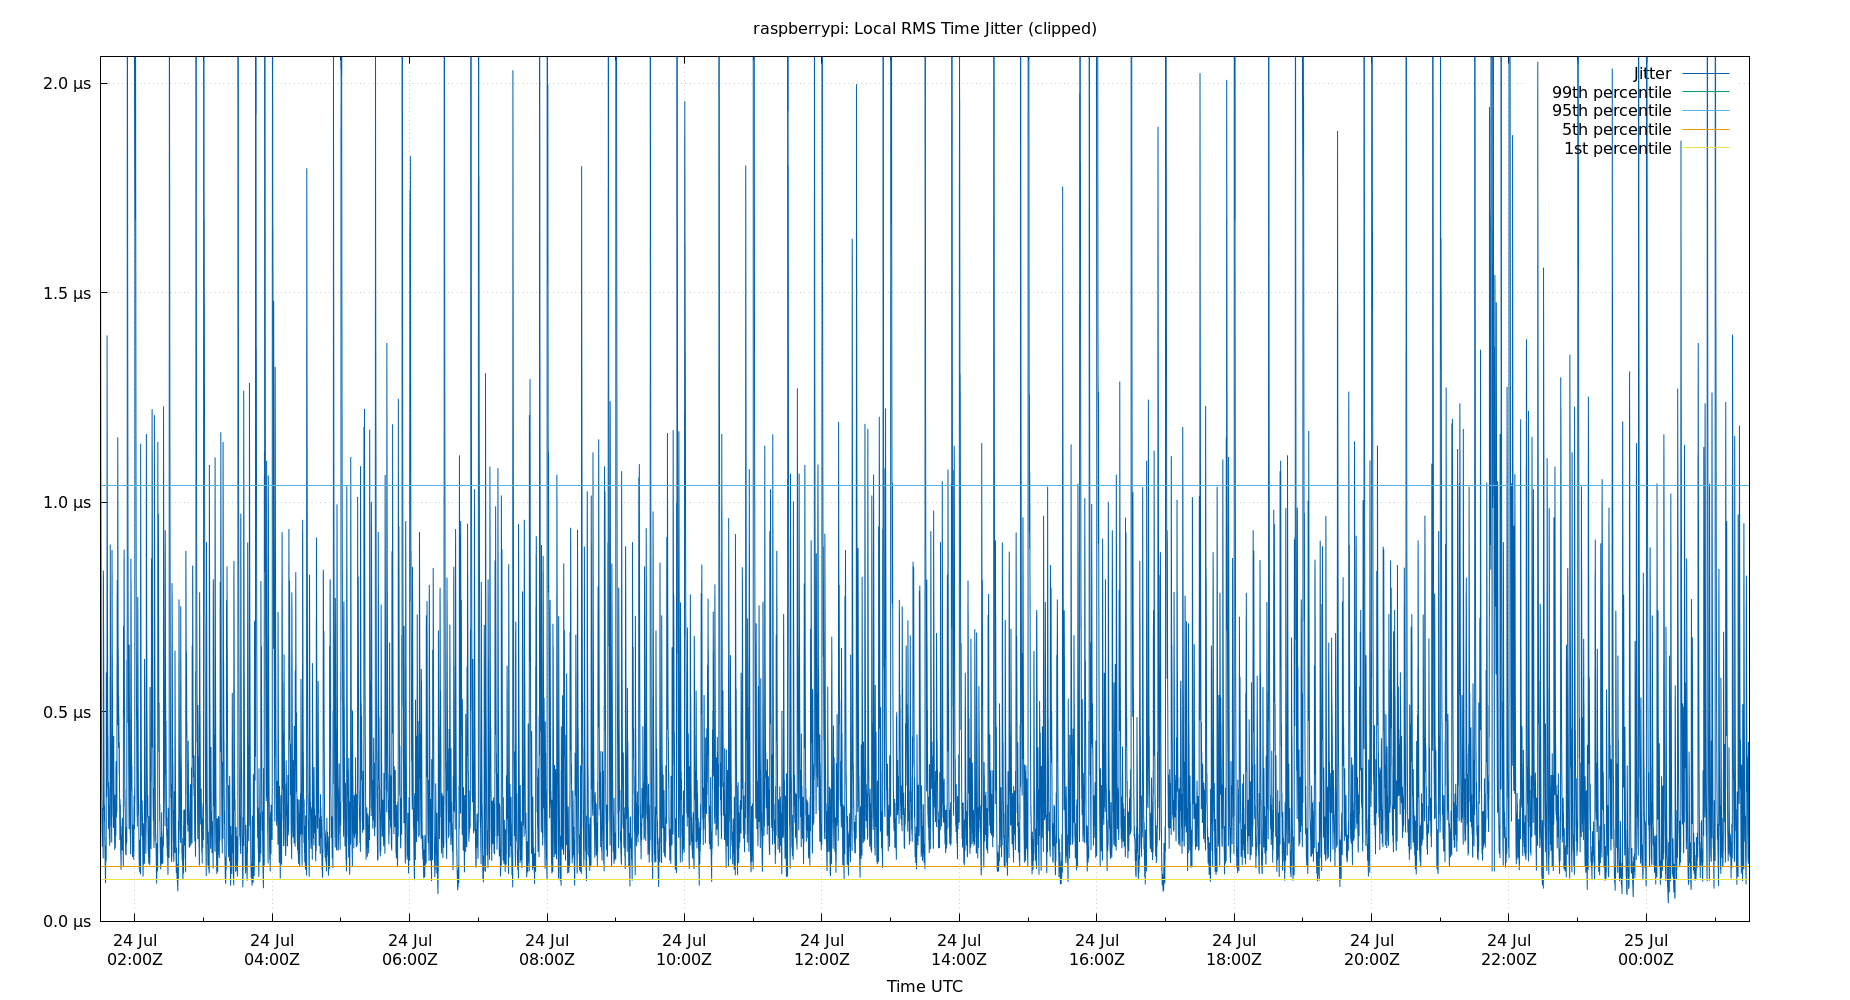 raspberrypi: Local RMS Time Jitter (clipped)
2.0 µs
1.5 µs
1.0 µs
0.5 µs
0.0 µs
Jitter
99th percentile
95th percentile
5th percentile
1st percentile
24 Jul 24 Jul 24 Jul 24 Jul 24 Jul 24 Jul 24 Jul 24 Jul 24 Jul 24 Jul 24 Jul 25 Jul
02:00Z 04:00Z 06:00Z 08:00Z 10:00Z 12:00Z 14:00Z 16:00Z 18:00Z 20:00Z 22:00Z 00:00Z
Time UTC